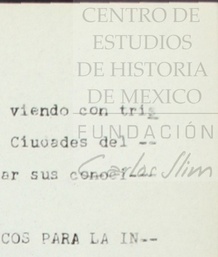 CENTRO DE
ESTUDIOS
DE HISTORIA
DE MEXICO
viendo con tris
FUNDACIÓN
Ciudades del --
Carlos Slim
ar sus conoci---
COS PARA LA IN--